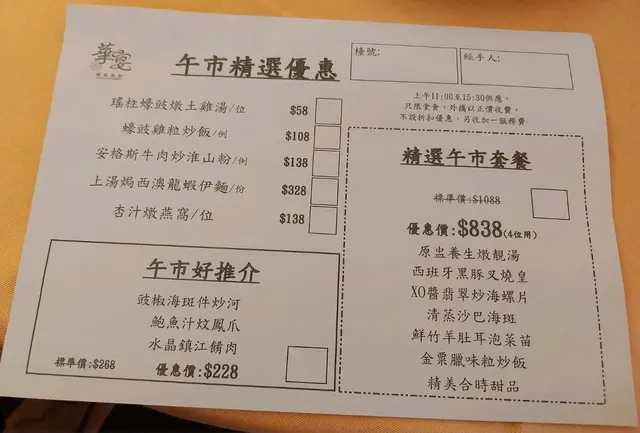 華宴
午市精選優惠
檯號:
經手人:
上午11:00至15:30供應,
只限堂食,外攜以正價收費,
不設折扣優惠,另收加一服務費
瑤柱蠔豉燉土雞湯/位 $58
蠔豉雞粒炒飯/例 $108
安格斯牛肉炒淮山粉/例 $138
上湯焗西澳龍蝦伊麵/份 $328
杏汁燉燕窩/位 $138
午市好推介
豉椒海斑件炒河
鮑魚汁炆鳳爪
水晶鎮江餚肉
標準價:$268
優惠價:$228
精選午市套餐
標準價:$1088
優惠價:$838(4位用)
原盅養生燉靚湯
西班牙黑豚叉燒皇
XO醬翡翠炒海螺片
清蒸沙巴海斑
鮮竹羊肚耳泡菜苗
金粟臘味粒炒飯
精美合時甜品